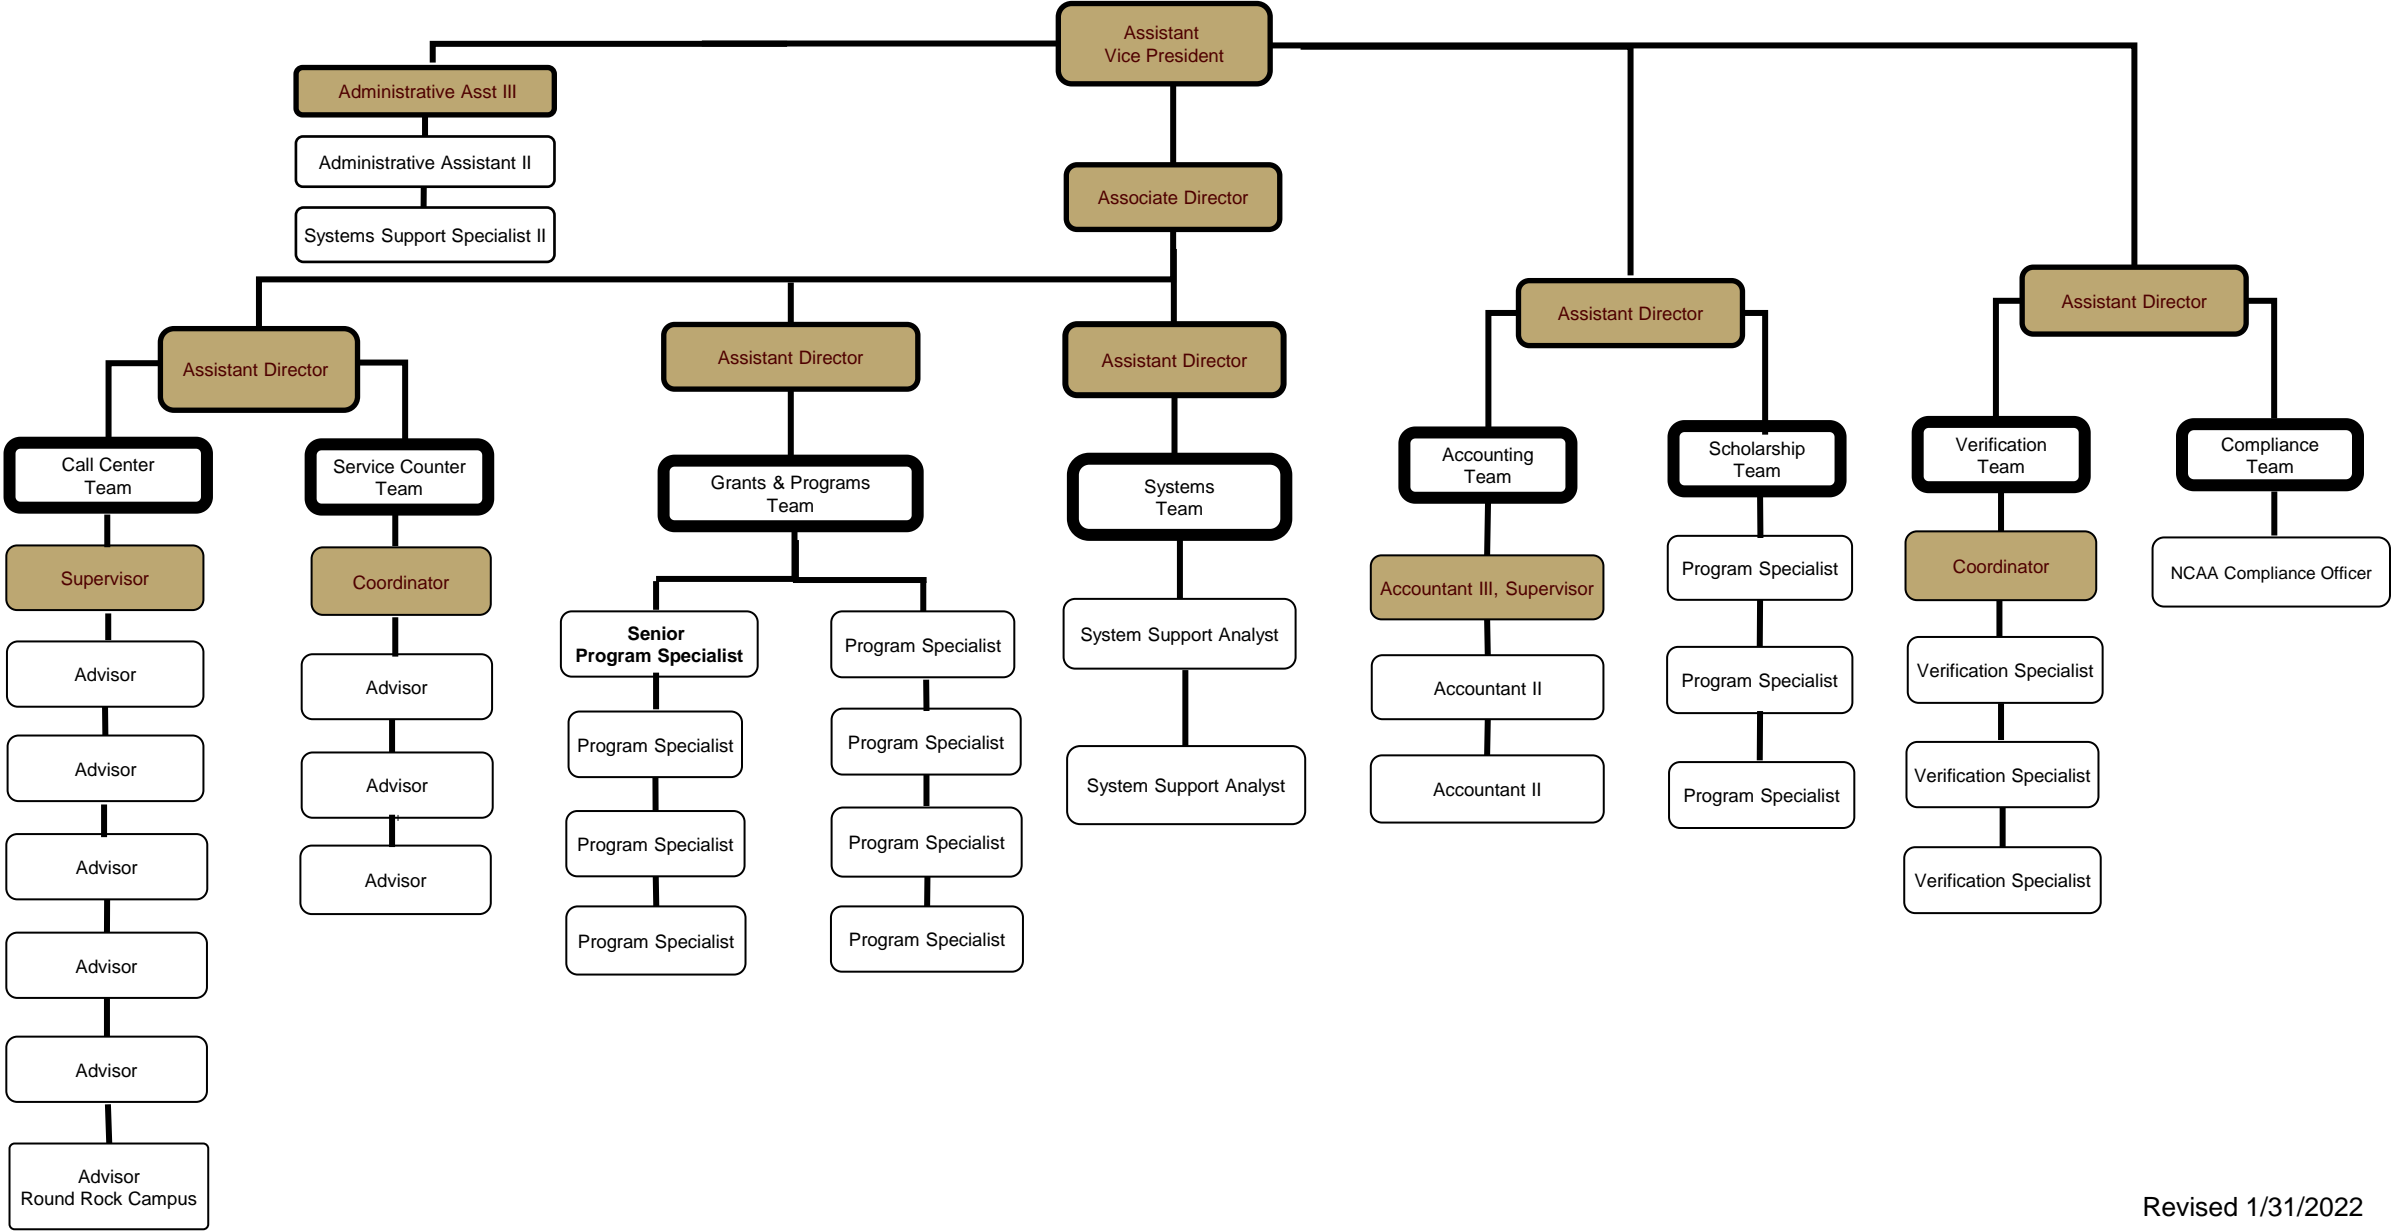 Assistant
Vice President
Administrative Asst III
Administrative Assistant II
Systems Support Specialist II
Associate Director
Assistant Director
Call Center
Team
Supervisor
Advisor
Advisor
Advisor
Advisor
Advisor
Advisor
Round Rock Campus
Service Counter
Team
Coordinator
Advisor
Advisor
Advisor
Assistant Director
Grants & Programs
Team
Senior
Program Specialist
Program Specialist
Program Specialist
Program Specialist
Program Specialist
Program Specialist
Program Specialist
Program Specialist
Assistant Director
Systems
Team
System Support Analyst
System Support Analyst
Assistant Director
Accounting
Team
Accountant III, Supervisor
Accountant II
Accountant II
Scholarship
Team
Program Specialist
Program Specialist
Program Specialist
Assistant Director
Verification
Team
Coordinator
Verification Specialist
Verification Specialist
Verification Specialist
Compliance
Team
NCAA Compliance Officer
Revised 1/31/2022